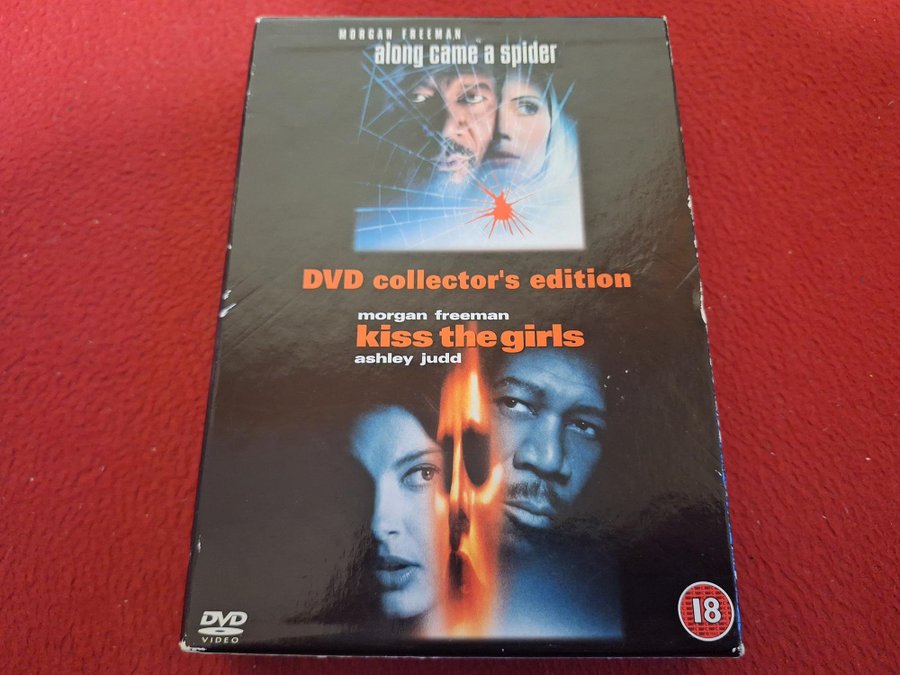 MORGAN FREEMAN
along came a spider
DVD collector's edition
morgan freeman
kiss the girls
ashley judd
DVD
VIDEO
18